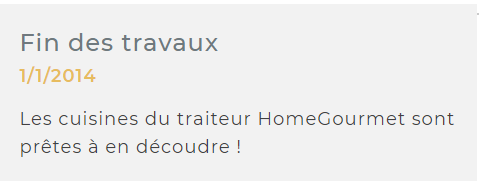 Fin des travaux
1/1/2014
Les cuisines du traiteur HomeGourmet sont
prêtes à en découdre !